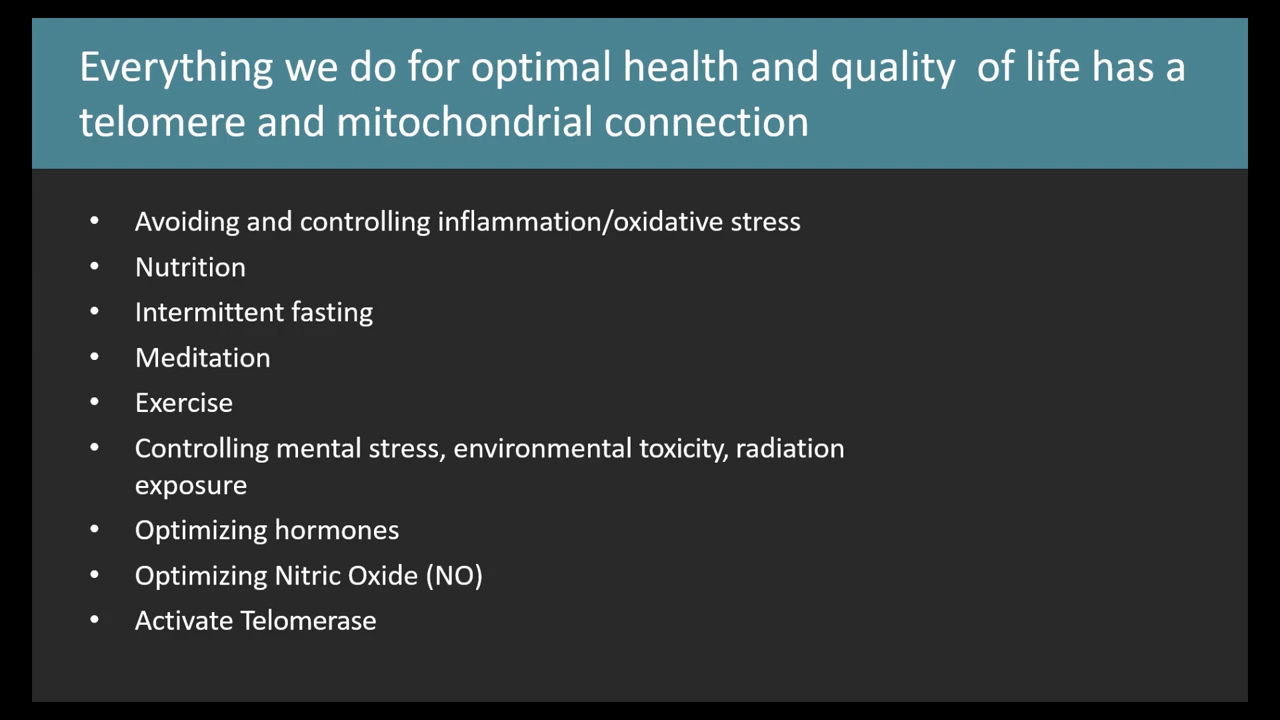 Everything we do for optimal health and quality  of life has a
telomere and mitochondrial connection
• Avoiding and controlling inflammation/oxidative stress
• Nutrition
• Intermittent fasting
• Meditation
• Exercise
• Controlling mental stress, environmental toxicity, radiation
exposure
• Optimizing hormones
• Optimizing Nitric Oxide (NO)
• Activate Telomerase